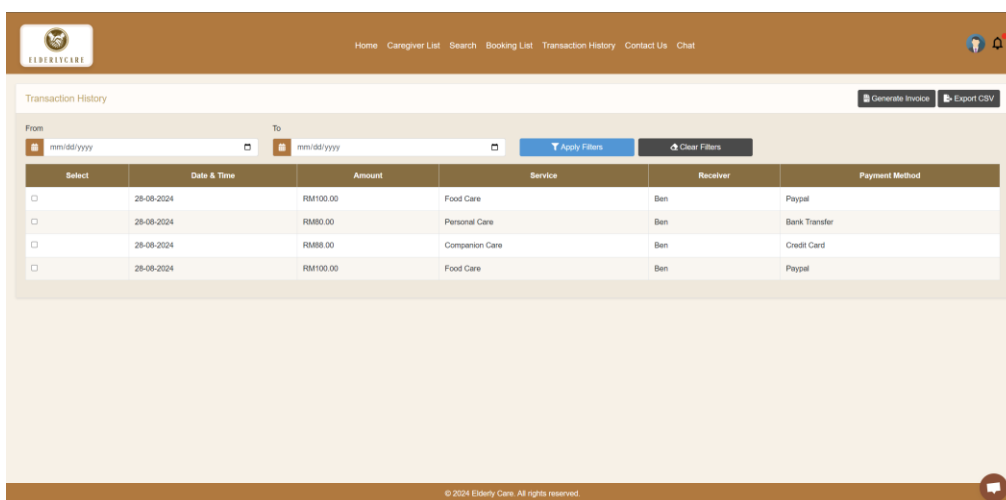 ELDERLYCARE
Home Caregiver List Search Booking List Transaction History Contact Us Chat
Transaction History
Generate Invoice Export CSV
From To
mm/dd/yyyy mm/dd/yyyy Apply Filters Clear Filters
Select Date & Time Amount Service Receiver Payment Method
28-08-2024 RM100.00 Food Care Ben Paypal
28-08-2024 RM80.00 Personal Care Ben Bank Transfer
28-08-2024 RM88.00 Companion Care Ben Credit Card
28-08-2024 RM100.00 Food Care Ben Paypal
© 2024 Elderly Care. All rights reserved.